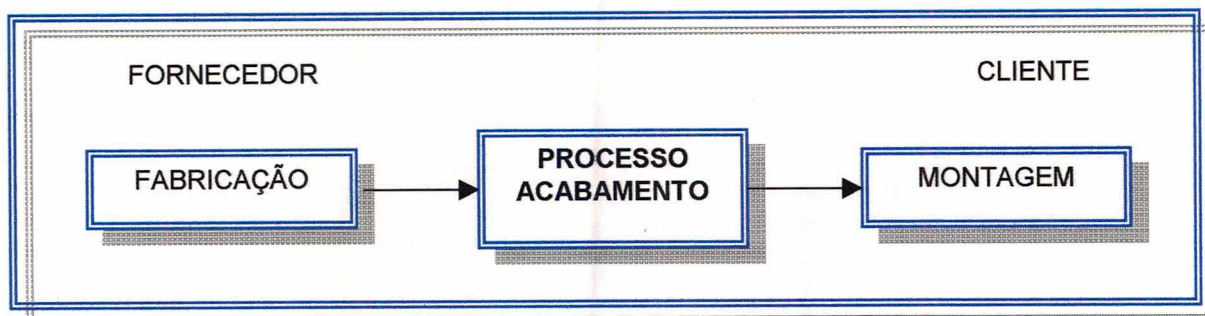 FORNECEDOR
CLIENTE
FABRICAÇÃO
PROCESSO
ACABAMENTO
MONTAGEM